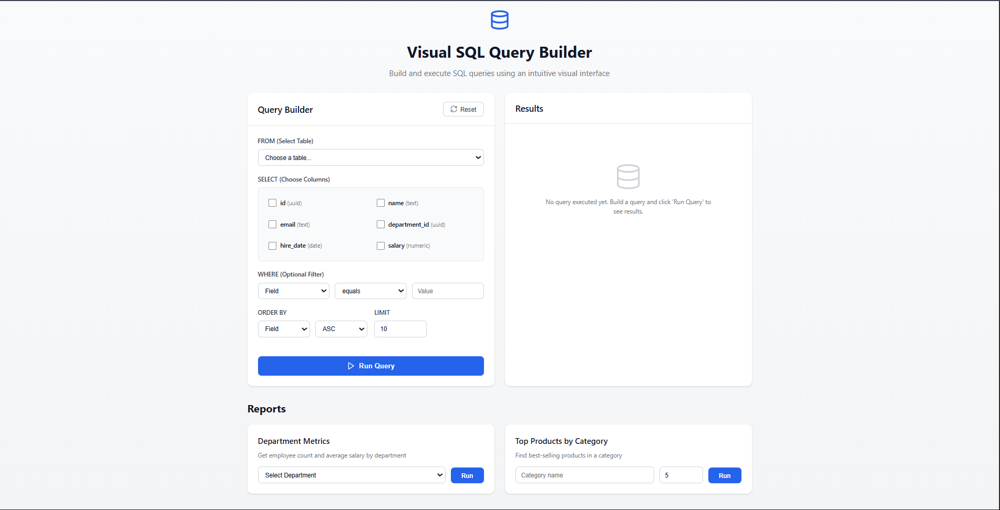 Visual SQL Query Builder
Build and execute SQL queries using an intuitive visual interface
Query Builder
Reset
FROM (Select Table)
Choose a table...
SELECT (Choose Columns)
id (uuid)
name (text)
email (text)
department_id (uuid)
hire_date (date)
salary (numeric)
WHERE (Optional Filter)
Field
equals
Value
ORDER BY
LIMIT
Field
ASC
10
Run Query
Results
No query executed yet. Build a query and click 'Run Query' to
see results.
Reports
Department Metrics
Get employee count and average salary by department
Select Department
Run
Top Products by Category
Find best-selling products in a category
Category name
5
Run